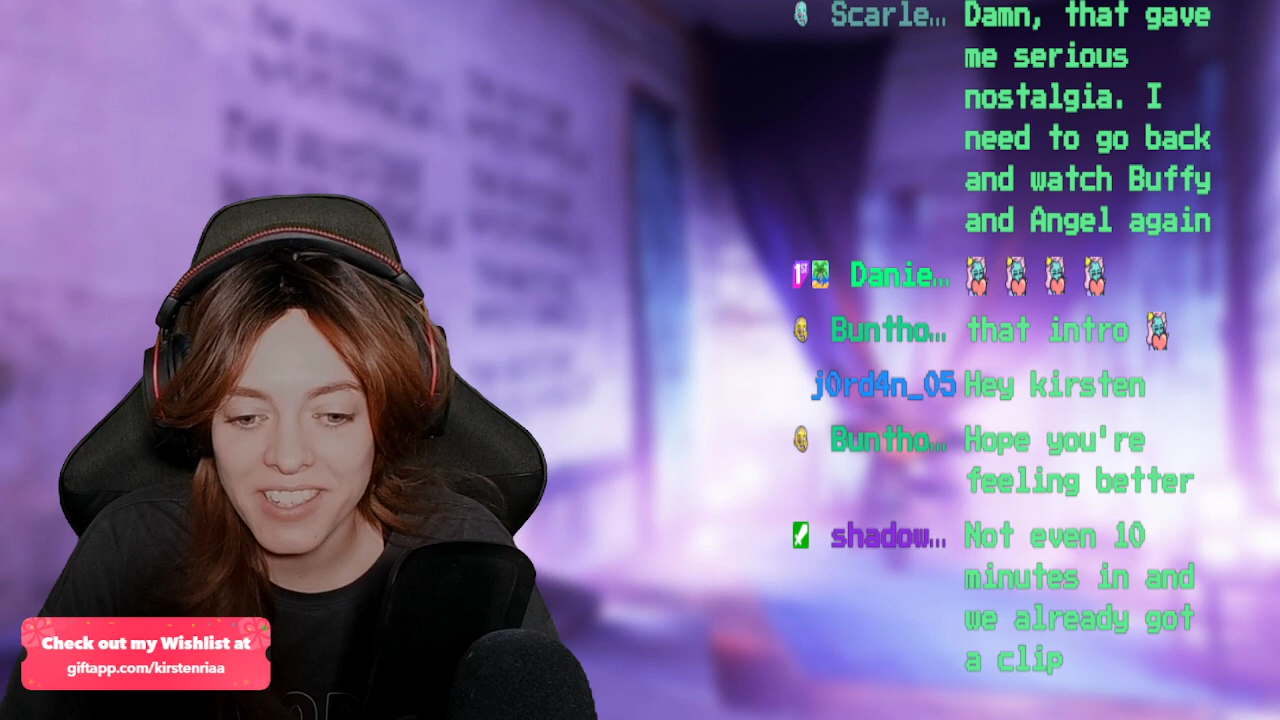 Scarle... Damn, that gave
me serious
nostalgia. I
need to go back
and watch Buffy
and Angel again
1ST Danie...
Buntho... that intro
j0rd4n_05 Hey kirsten
Buntho... Hope you're
feeling better
shadow... Not even 10
minutes in and
we already got
a clip
Check out my Wishlist at
giftapp.com/kirstenriaa